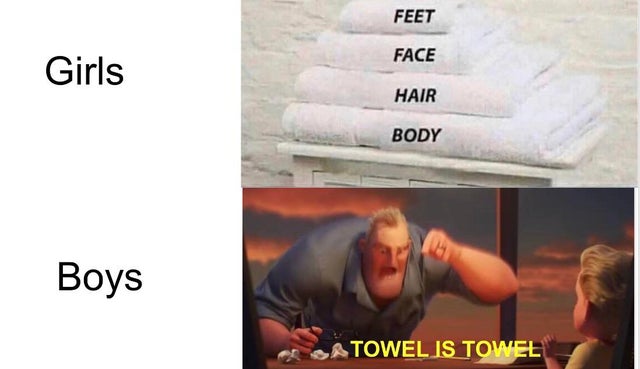 Girls
FEET
FACE
HAIR
BODY
Boys
TOWEL IS TOWEL